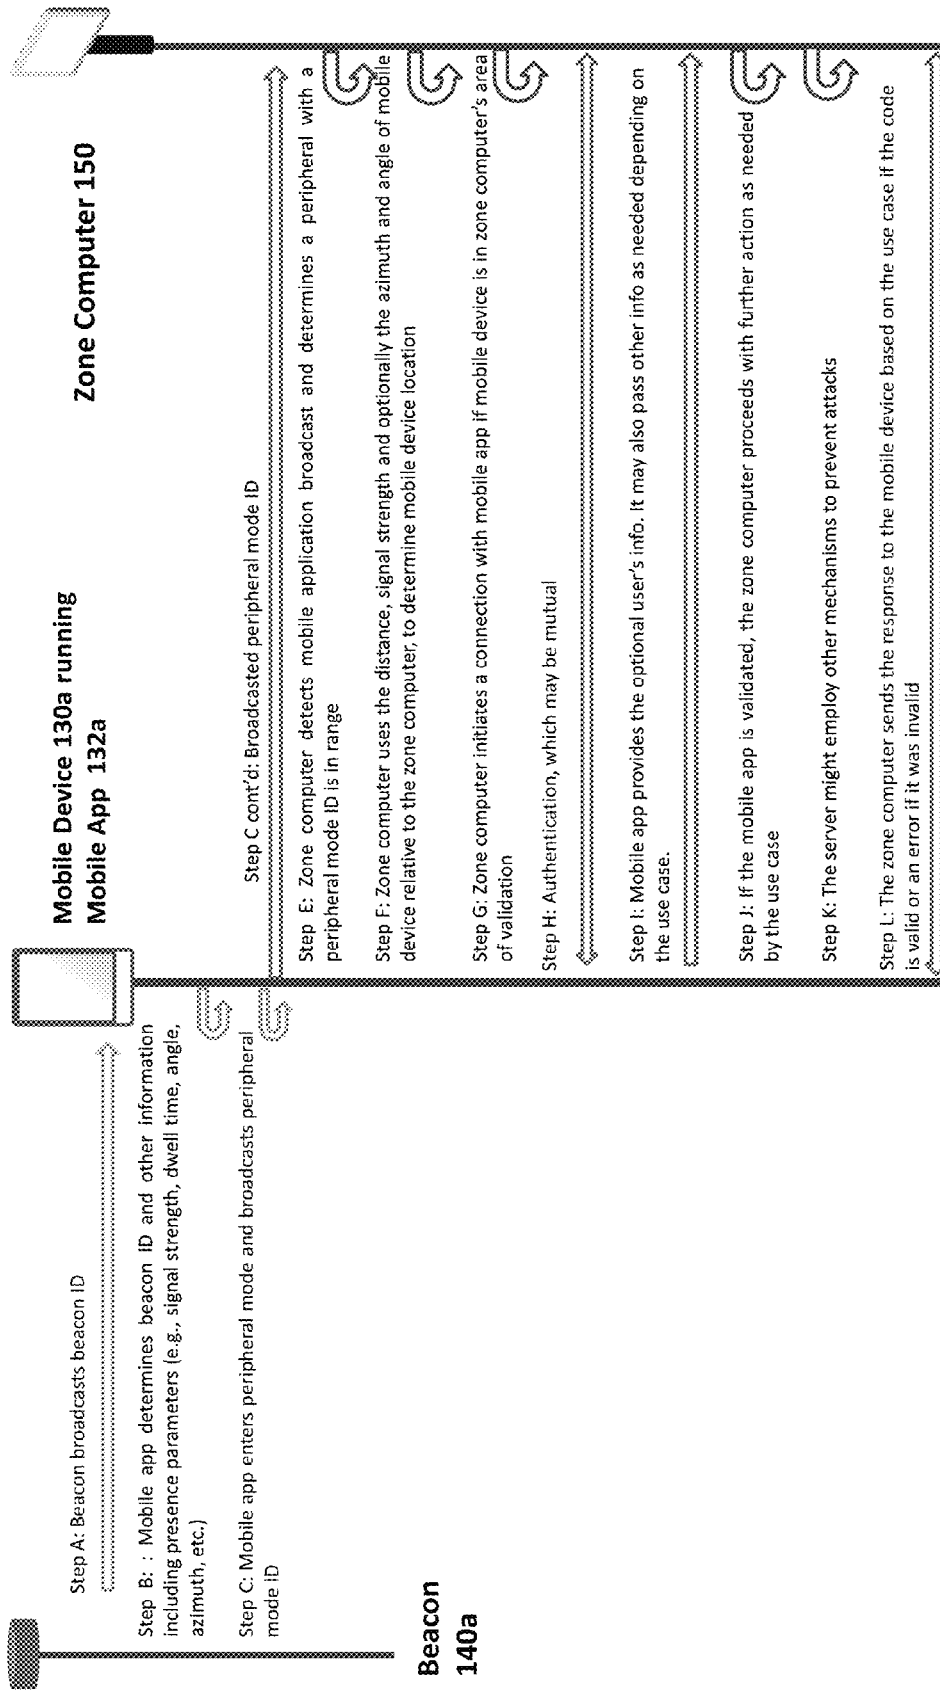 Beacon
140a
Step A: Beacon broadcasts beacon ID
Step B: : Mobile app determines beacon ID and other information
including presence parameters (e.g., signal strength, dwell time, angle,
azimuth, etc.)
Step C: Mobile app enters peripheral mode and broadcasts peripheral
mode ID
Mobile Device 130a running
Mobile App 132a
Zone Computer 150
Step C cont'd: Broadcasted peripheral mode ID
Step E: Zone computer detects mobile application broadcast and determines a peripheral with a
peripheral mode ID is in range
Step F: Zone computer uses the distance, signal strength and optionally the azimuth and angle of mobile
device relative to the zone computer, to determine mobile device location
Step G: Zone computer initiates a connection with mobile app if mobile device is in zone computer's area
of validation
Step H: Authentication, which may be mutual
Step I: Mobile app provides the optional user's info. It may also pass other info as needed depending on
the use case.
Step J: If the mobile app is validated, the zone computer proceeds with further action as needed
by the use case
Step K: The server might employ other mechanisms to prevent attacks
Step L: The zone computer sends the response to the mobile device based on the use case if the code
is valid or an error if it was invalid